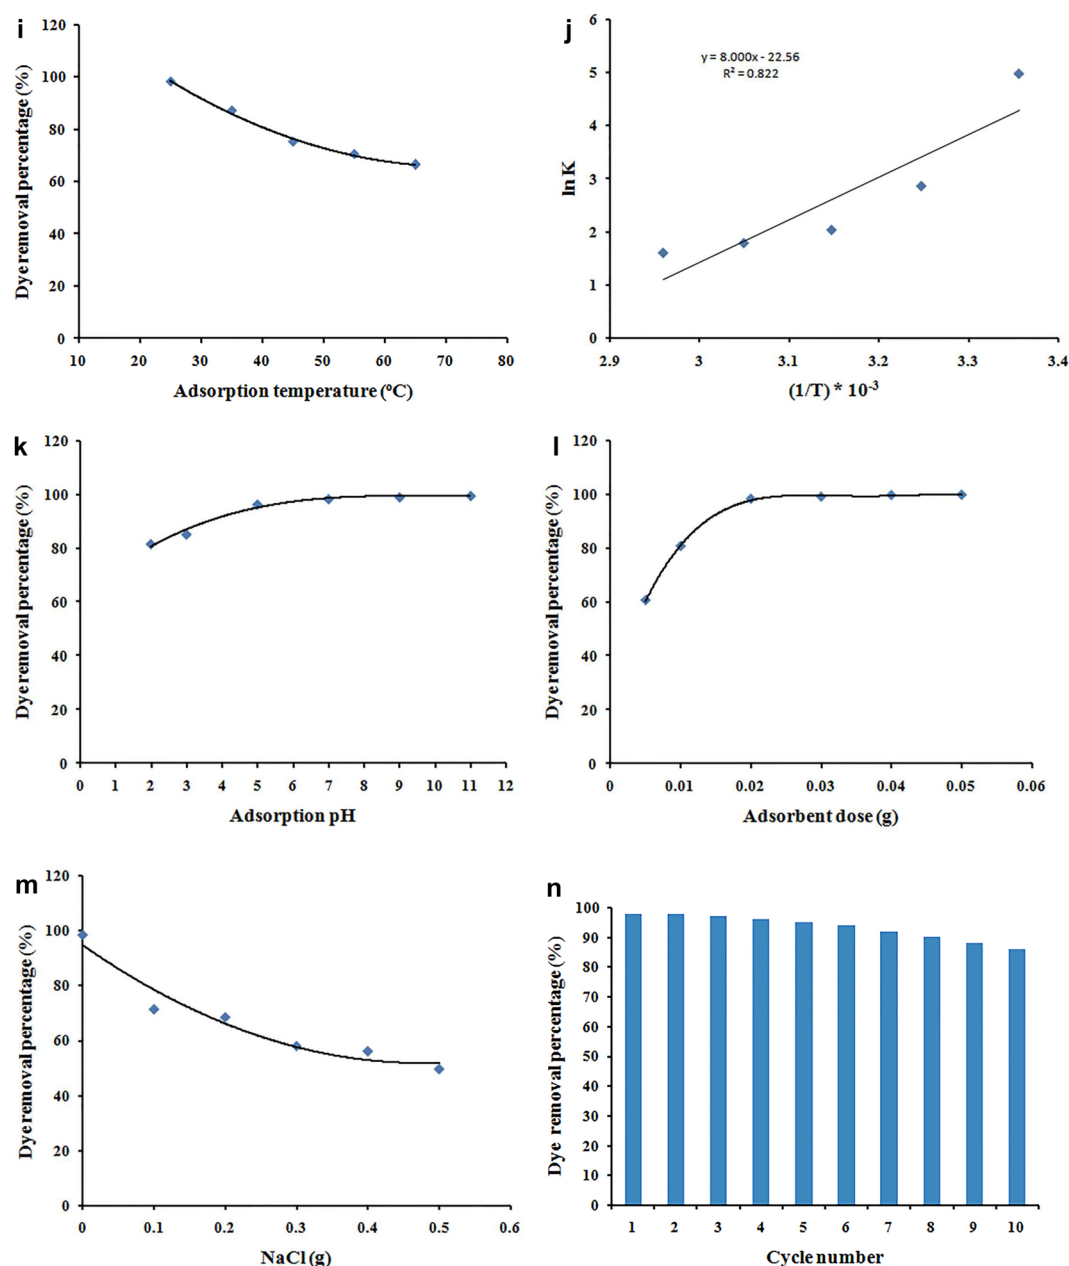 i
120
100
80
60
40
20
0
10 20 30 40 50 60 70 80
Dye removal percentage (%)
Adsorption temperature (ºC)
j
6
5
4
3
2
1
0
2.9 3 3.1 3.2 3.3 3.4
y = 8.000x - 22.56
R² = 0.822
ln K
(1/T) * 10⁻³
k
120
100
80
60
40
20
0
0 1 2 3 4 5 6 7 8 9 10 11 12
Dye removal percentage (%)
Adsorption pH
l
120
100
80
60
40
20
0
0 0.01 0.02 0.03 0.04 0.05 0.06
Dye removal percentage (%)
Adsorbent dose (g)
m
120
100
80
60
40
20
0
0 0.1 0.2 0.3 0.4 0.5 0.6
Dye removal percentage (%)
NaCl (g)
n
100
90
80
70
60
50
40
30
20
10
0
1 2 3 4 5 6 7 8 9 10
Dye removal percentage (%)
Cycle number